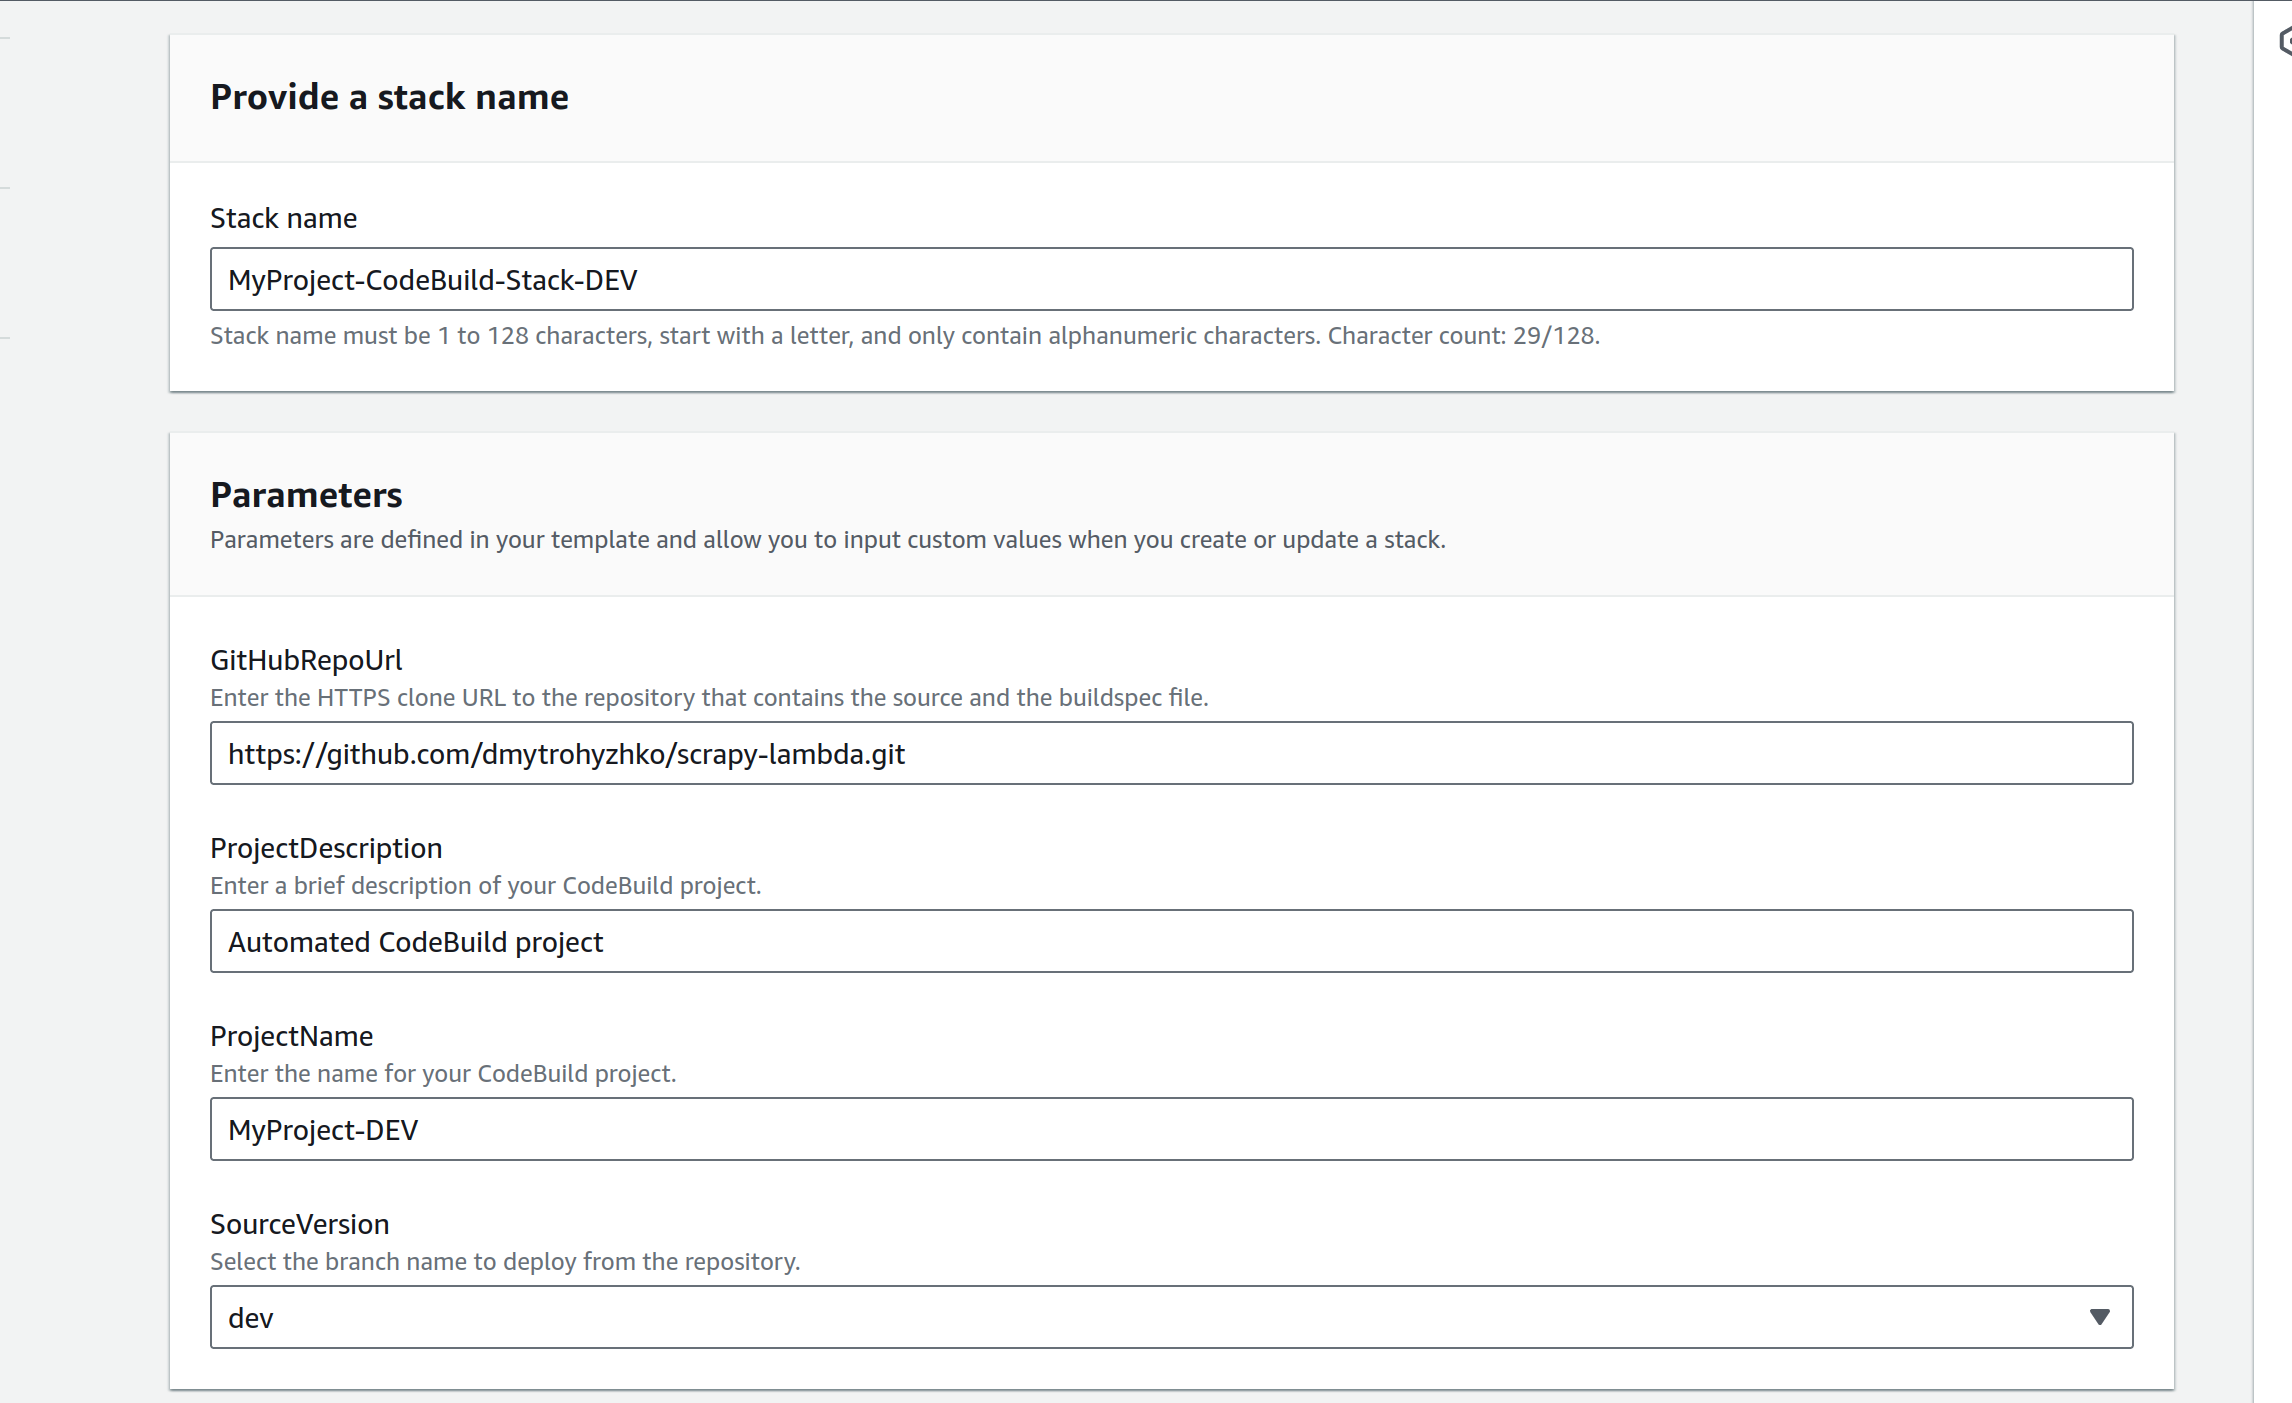 Provide a stack name
Stack name
MyProject-CodeBuild-Stack-DEV
Stack name must be 1 to 128 characters, start with a letter, and only contain alphanumeric characters. Character count: 29/128.
Parameters
Parameters are defined in your template and allow you to input custom values when you create or update a stack.
GitHubRepoUrl
Enter the HTTPS clone URL to the repository that contains the source and the buildspec file.
https://github.com/dmytrohyzhko/scrapy-lambda.git
ProjectDescription
Enter a brief description of your CodeBuild project.
Automated CodeBuild project
ProjectName
Enter the name for your CodeBuild project.
MyProject-DEV
SourceVersion
Select the branch name to deploy from the repository.
dev